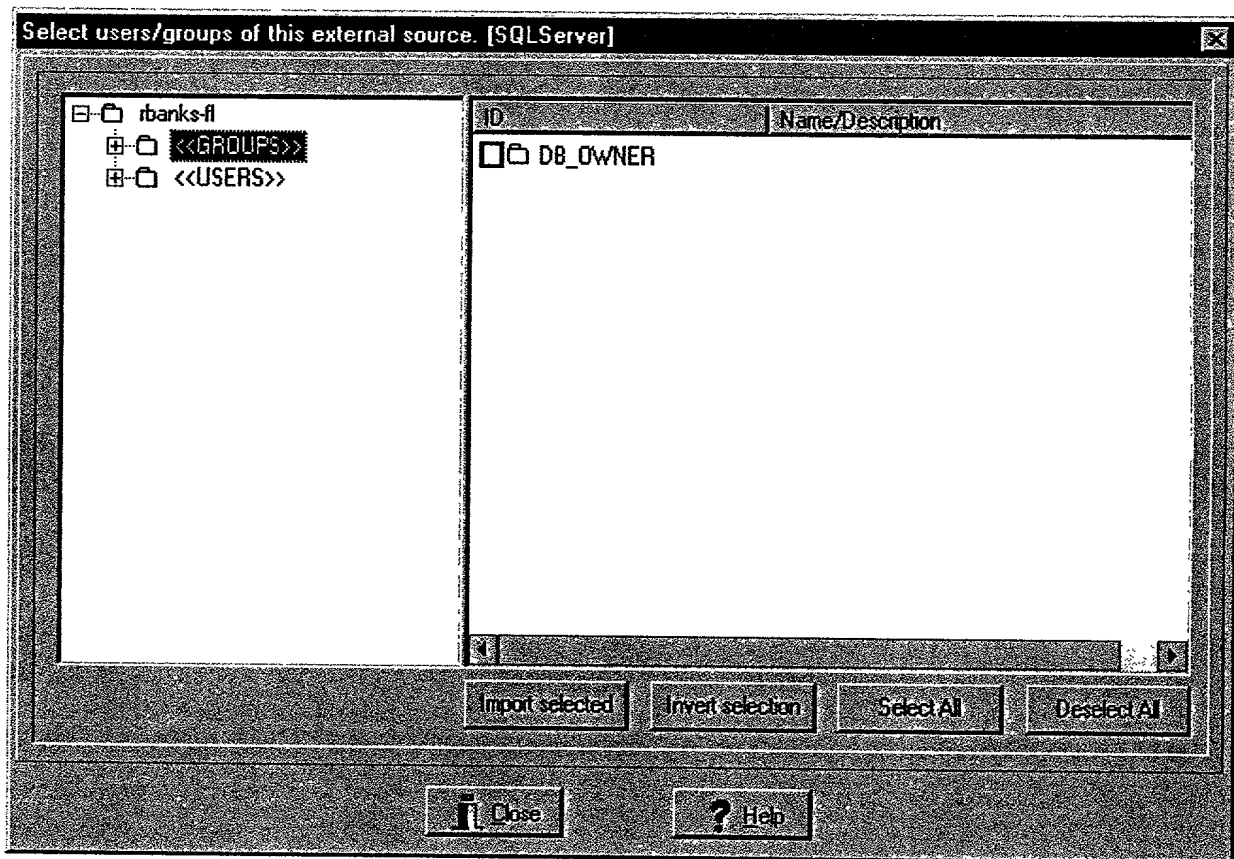 Select users/groups of this external source. [SQLServer]
rbanks-fl
<<GROUPS>>
<<USERS>>
ID Name/Description
DB_OWNER
Import selected Invert selection Select All Deselect All
Close ? Help